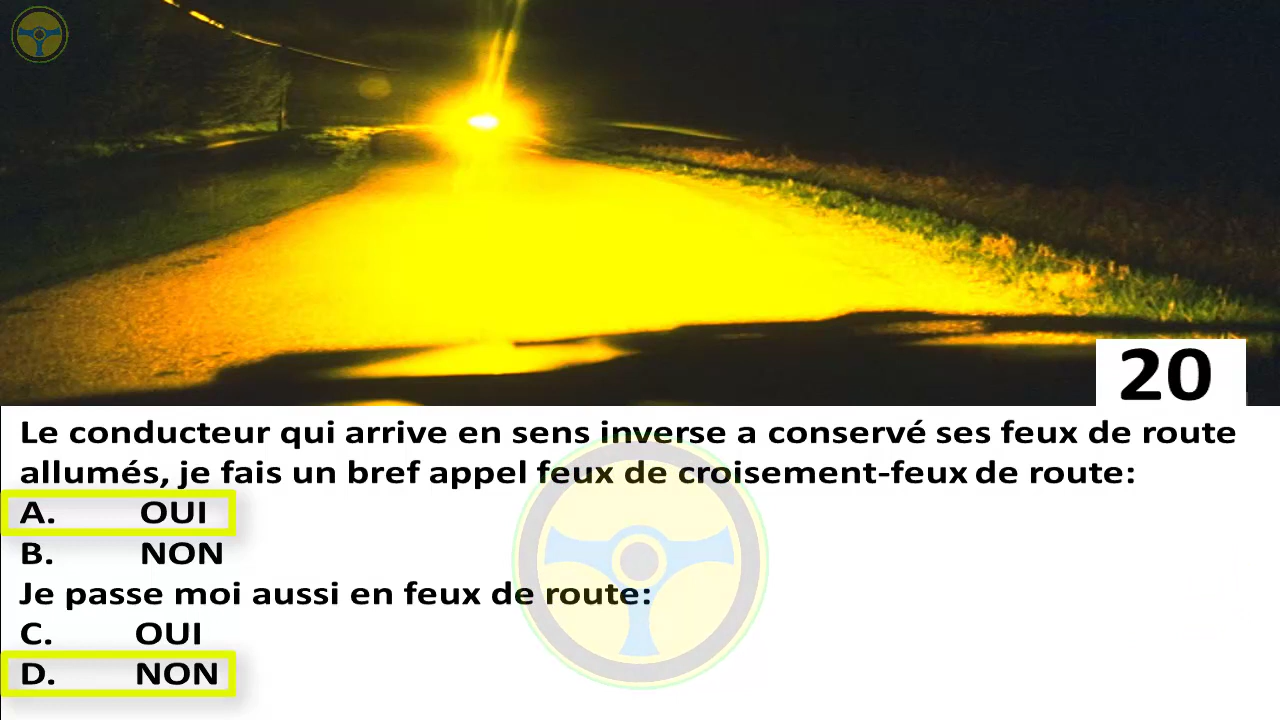 20
Le conducteur qui arrive en sens inverse a conservé ses feux de route
allumés, je fais un bref appel feux de croisement-feux de route:
A. OUI
B. NON
Je passe moi aussi en feux de route:
C. OUI
D. NON